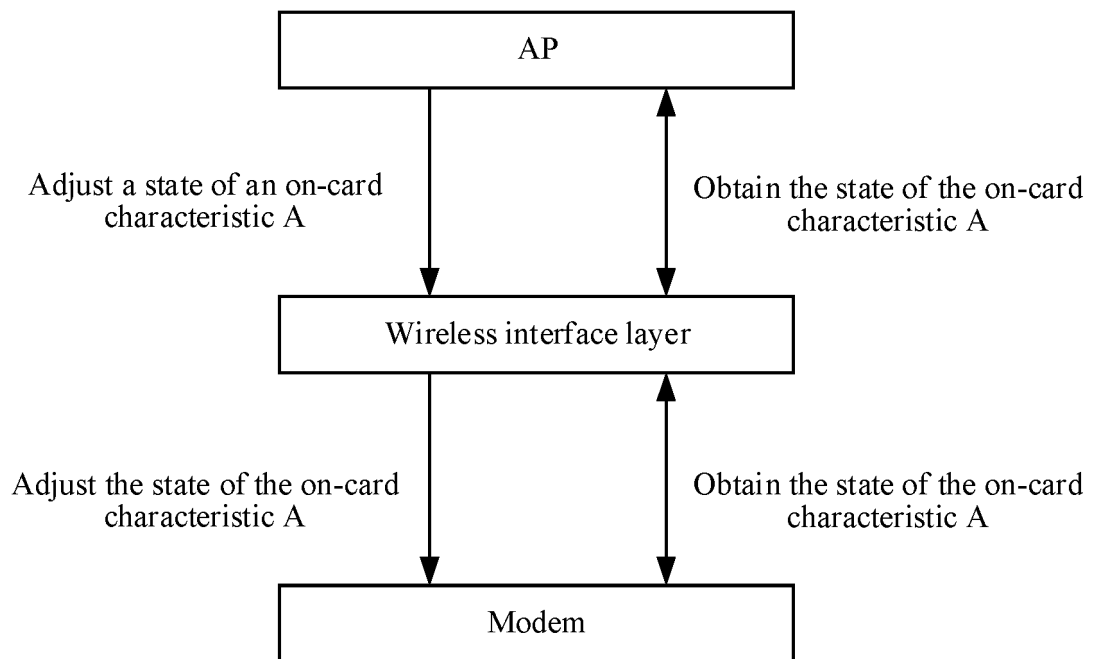 AP
Adjust a state of an on-card
characteristic A
Obtain the state of the on-card
characteristic A
Wireless interface layer
Adjust the state of the on-card
characteristic A
Obtain the state of the on-card
characteristic A
Modem